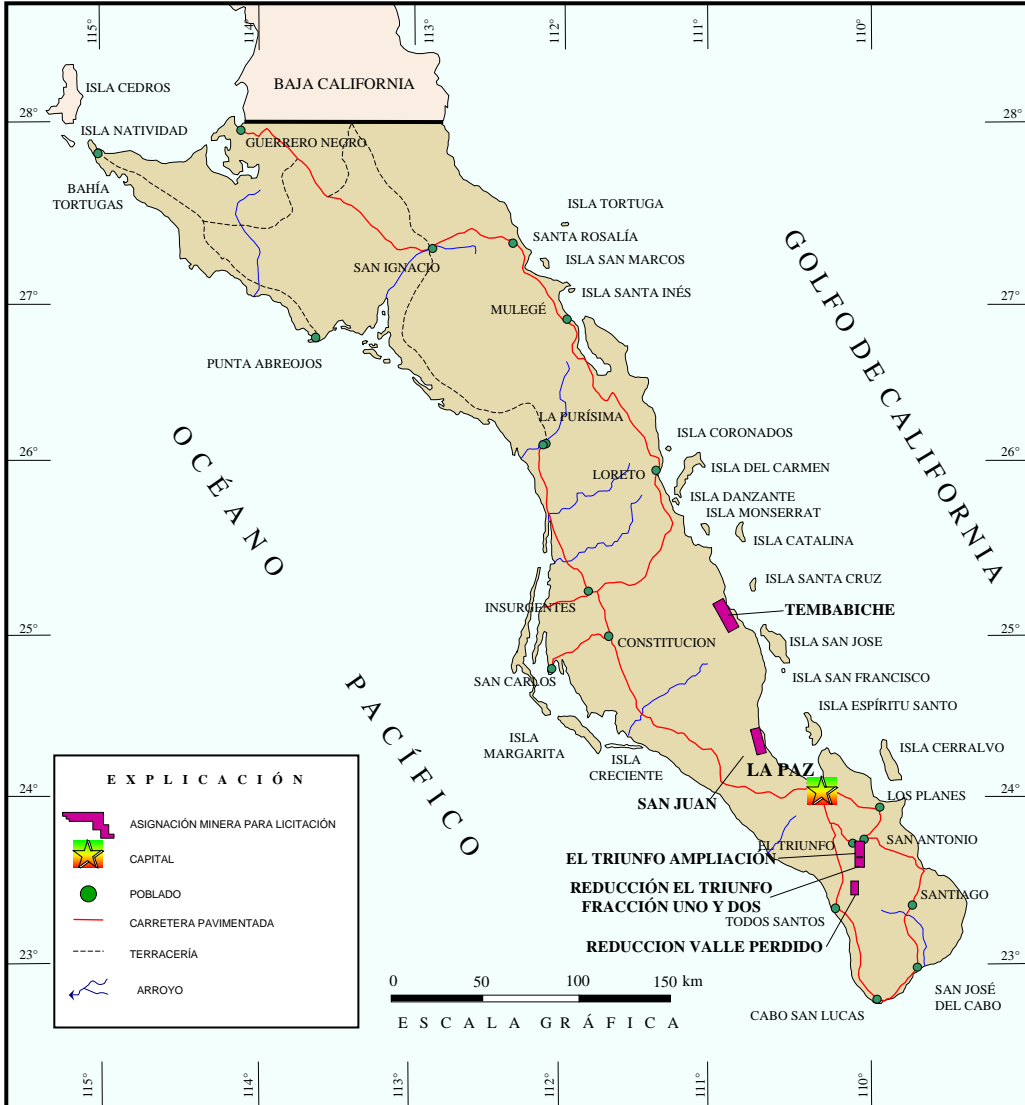 115°
114°
113°
112°
111°
110°
BAJA CALIFORNIA
ISLA CEDROS
28°
28°
ISLA NATIVIDAD
GUERRERO NEGRO
BAHÍA
TORTUGAS
ISLA TORTUGA
SANTA ROSALÍA
SAN IGNACIO
ISLA SAN MARCOS
ISLA SANTA INÉS
27°
27°
MULEGÉ
PUNTA ABREOJOS
GOLFO DE CALIFORNIA
LA PURÍSIMA
ISLA CORONADOS
26°
26°
LORETO
ISLA DEL CARMEN
ISLA DANZANTE
ISLA MONSERRAT
ISLA CATALINA
OCÉANO
PACÍFICO
ISLA SANTA CRUZ
INSURGENTES
TEMBABICHE
25°
25°
CONSTITUCION
ISLA SAN JOSE
SAN CARLOS
ISLA SAN FRANCISCO
ISLA ESPÍRITU SANTO
ISLA
MARGARITA
ISLA
CRECIENTE
ISLA CERRALVO
LA PAZ
24°
24°
SAN JUAN
LOS PLANES
EL TRIUNFO
SAN ANTONIO
EL TRIUNFO AMPLIACIÓN
REDUCCIÓN EL TRIUNFO
FRACCIÓN UNO Y DOS
SANTIAGO
TODOS SANTOS
REDUCCION VALLE PERDIDO
23°
23°
SAN JOSÉ
DEL CABO
CABO SAN LUCAS
EXPLICACIÓN
ASIGNACIÓN MINERA PARA LICITACIÓN
CAPITAL
POBLADO
CARRETERA PAVIMENTADA
TERRACERÍA
ARROYO
0 50 100 150 km
ESCALA GRÁFICA
115°
114°
113°
112°
111°
110°